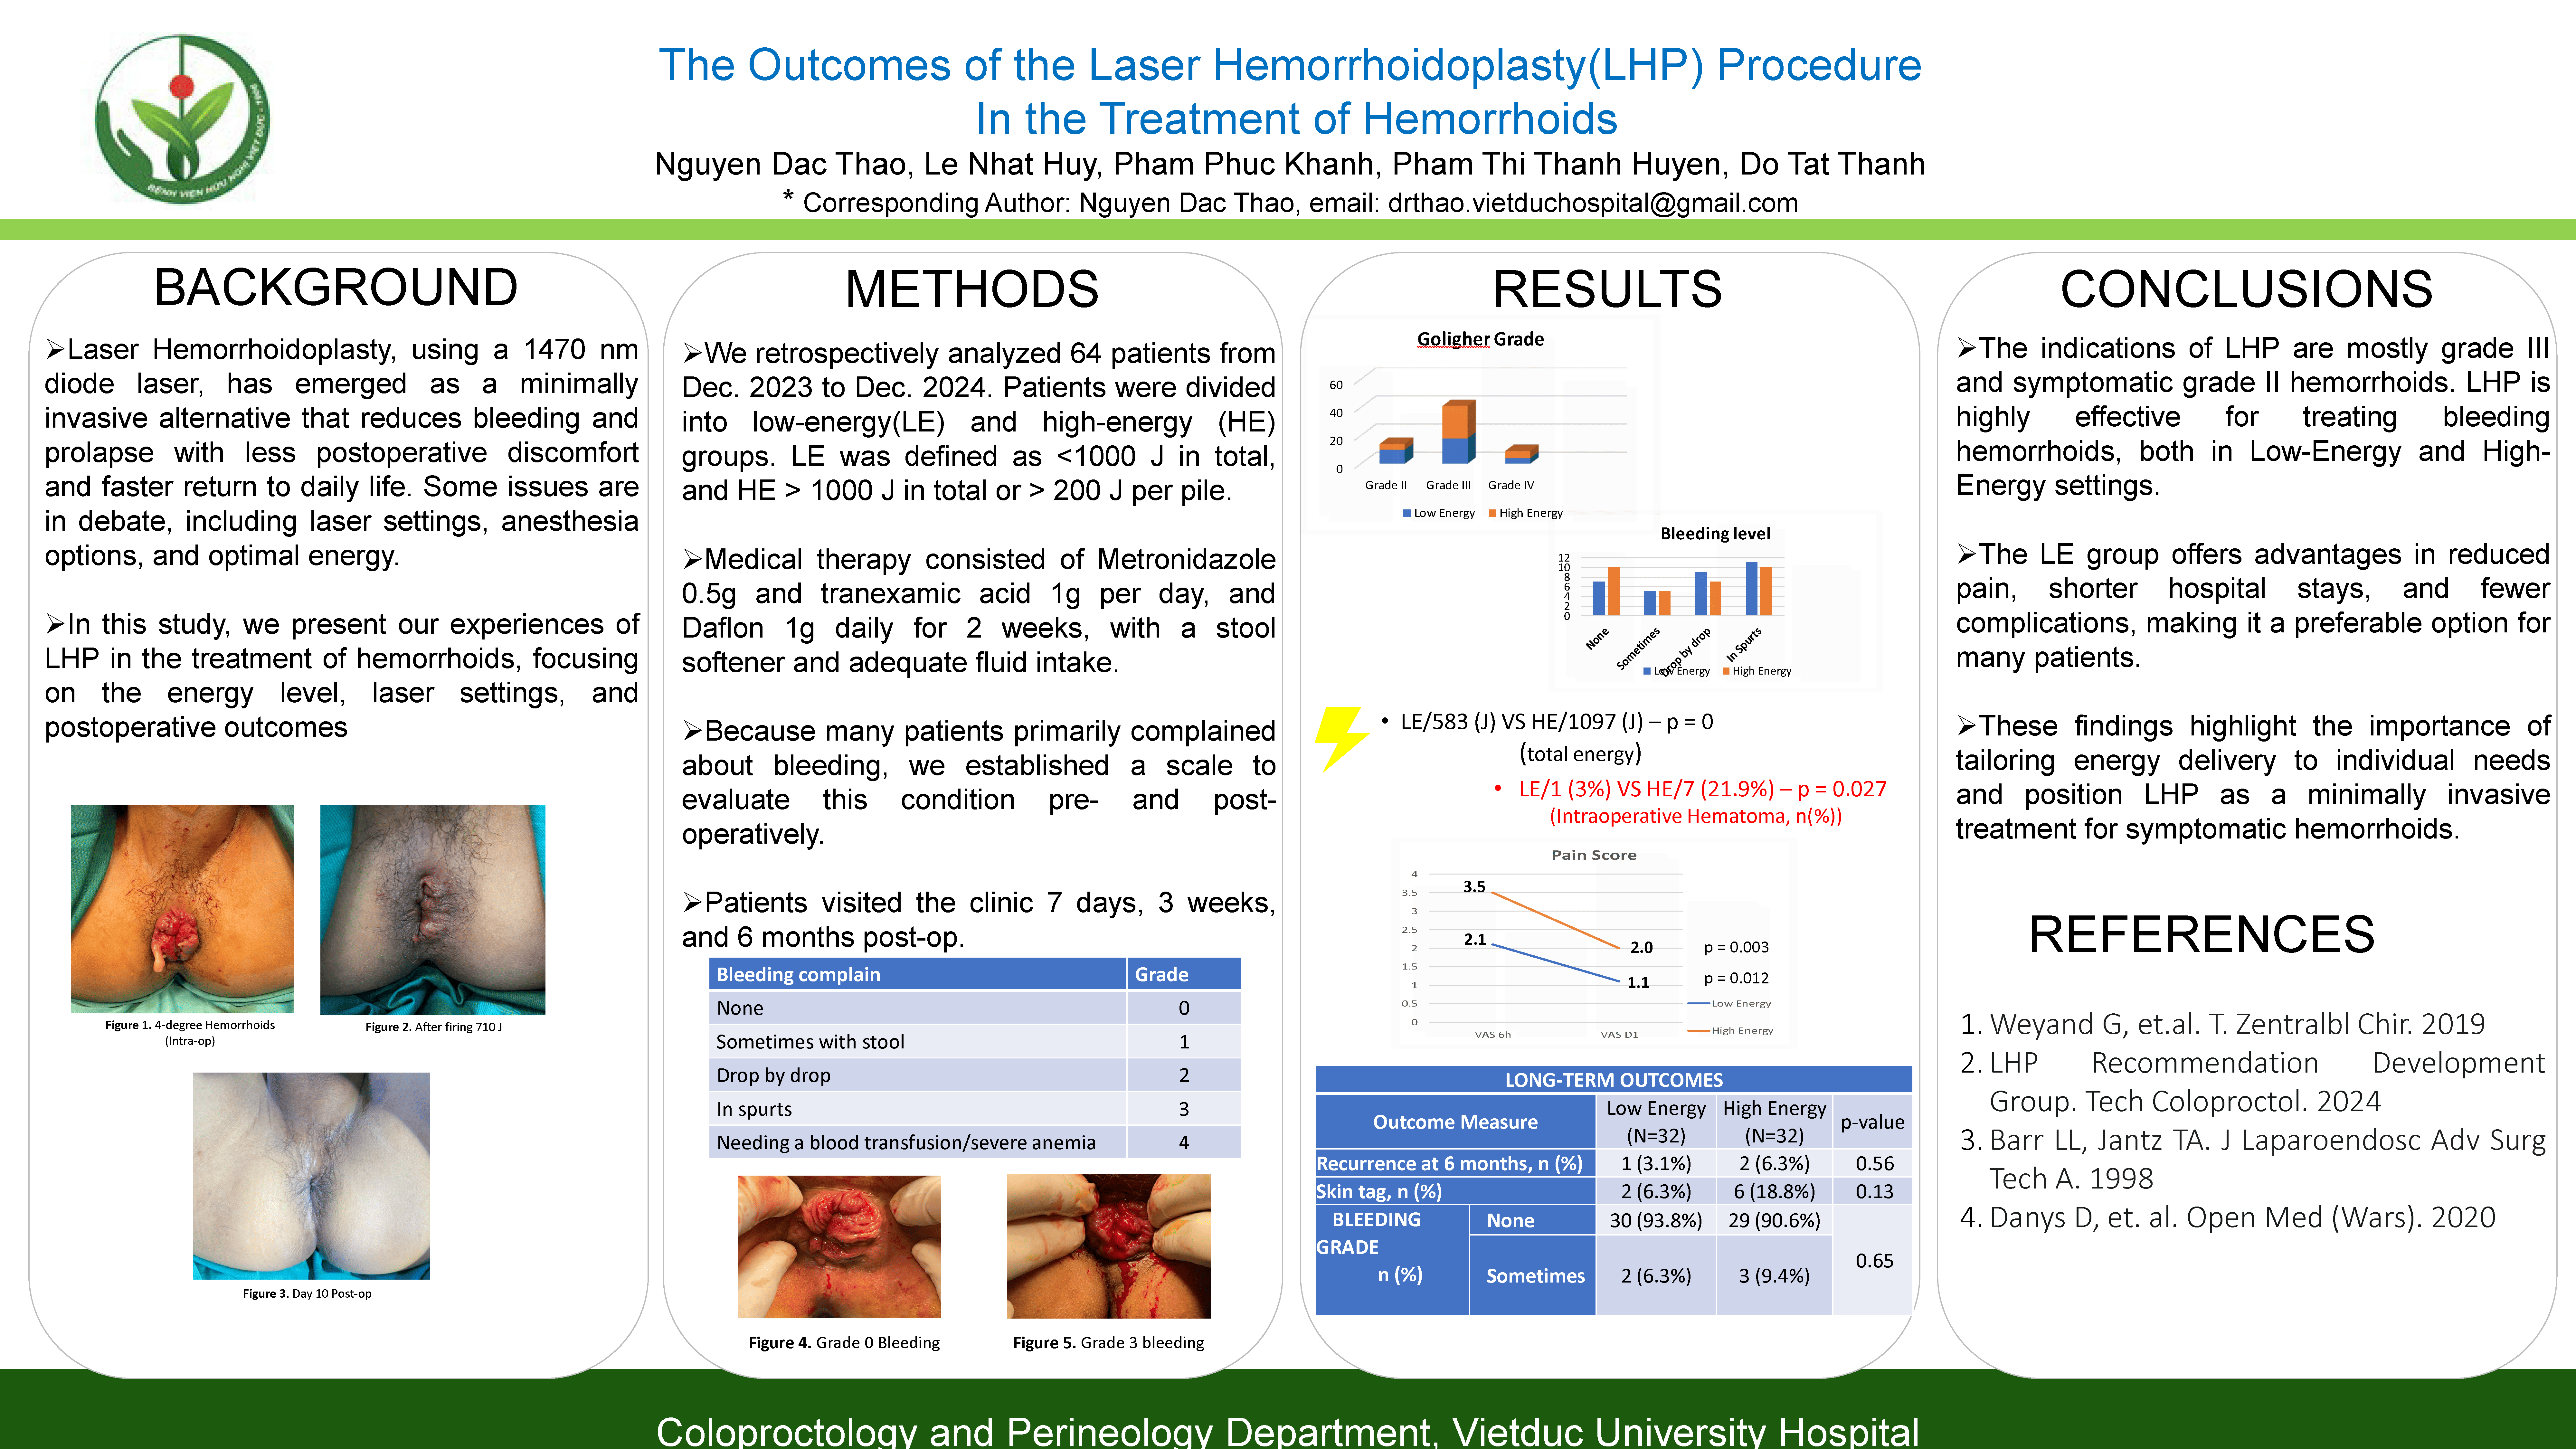 BỆNH VIỆN HỮU NGHỊ VIỆT ĐỨC - 1906
The Outcomes of the Laser Hemorrhoidoplasty(LHP) Procedure
In the Treatment of Hemorrhoids
Nguyen Dac Thao, Le Nhat Huy, Pham Phuc Khanh, Pham Thi Thanh Huyen, Do Tat Thanh
* Corresponding Author: Nguyen Dac Thao, email: drthao.vietduchospital@gmail.com
BACKGROUND
➢Laser Hemorrhoidoplasty, using a 1470 nm
diode laser, has emerged as a minimally
invasive alternative that reduces bleeding and
prolapse with less postoperative discomfort
and faster return to daily life. Some issues are
in debate, including laser settings, anesthesia
options, and optimal energy.
➢In this study, we present our experiences of
LHP in the treatment of hemorrhoids, focusing
on the energy level, laser settings, and
postoperative outcomes
Figure 1. 4-degree Hemorrhoids
(Intra-op)
Figure 2. After firing 710 J
Figure 3. Day 10 Post-op
METHODS
➢We retrospectively analyzed 64 patients from
Dec. 2023 to Dec. 2024. Patients were divided
into low-energy(LE) and high-energy (HE)
groups. LE was defined as <1000 J in total,
and HE > 1000 J in total or > 200 J per pile.
➢Medical therapy consisted of Metronidazole
0.5g and tranexamic acid 1g per day, and
Daflon 1g daily for 2 weeks, with a stool
softener and adequate fluid intake.
➢Because many patients primarily complained
about bleeding, we established a scale to
evaluate this condition pre- and post-
operatively.
➢Patients visited the clinic 7 days, 3 weeks,
and 6 months post-op.
Bleeding complain Grade
None 0
Sometimes with stool 1
Drop by drop 2
In spurts 3
Needing a blood transfusion/severe anemia 4
Figure 4. Grade 0 Bleeding
Figure 5. Grade 3 bleeding
RESULTS
Goligher Grade
60
40
20
0
Grade II Grade III Grade IV
Low Energy High Energy
Bleeding level
12
10
8
6
4
2
0
None Sometimes Drop by drop In Spurts
Low Energy High Energy
• LE/583 (J) VS HE/1097 (J) – p = 0
(total energy)
• LE/1 (3%) VS HE/7 (21.9%) – p = 0.027
(Intraoperative Hematoma, n(%))
Pain Score
4
3.5
3
2.5
2
1.5
1
0.5
0
3.5
2.1
2.0
1.1
VAS 6h VAS D1
p = 0.003
p = 0.012
Low Energy
High Energy
LONG-TERM OUTCOMES
Outcome Measure Low Energy (N=32) High Energy (N=32) p-value
Recurrence at 6 months, n (%) 1 (3.1%) 2 (6.3%) 0.56
Skin tag, n (%) 2 (6.3%) 6 (18.8%) 0.13
BLEEDING GRADE n (%) None 30 (93.8%) 29 (90.6%) 0.65
Sometimes 2 (6.3%) 3 (9.4%)
CONCLUSIONS
➢The indications of LHP are mostly grade III
and symptomatic grade II hemorrhoids. LHP is
highly effective for treating bleeding
hemorrhoids, both in Low-Energy and High-
Energy settings.
➢The LE group offers advantages in reduced
pain, shorter hospital stays, and fewer
complications, making it a preferable option for
many patients.
➢These findings highlight the importance of
tailoring energy delivery to individual needs
and position LHP as a minimally invasive
treatment for symptomatic hemorrhoids.
REFERENCES
1. Weyand G, et.al. T. Zentralbl Chir. 2019
2. LHP Recommendation Development
Group. Tech Coloproctol. 2024
3. Barr LL, Jantz TA. J Laparoendosc Adv Surg
Tech A. 1998
4. Danys D, et. al. Open Med (Wars). 2020
Coloproctology and Perineology Department, Vietduc University Hospital